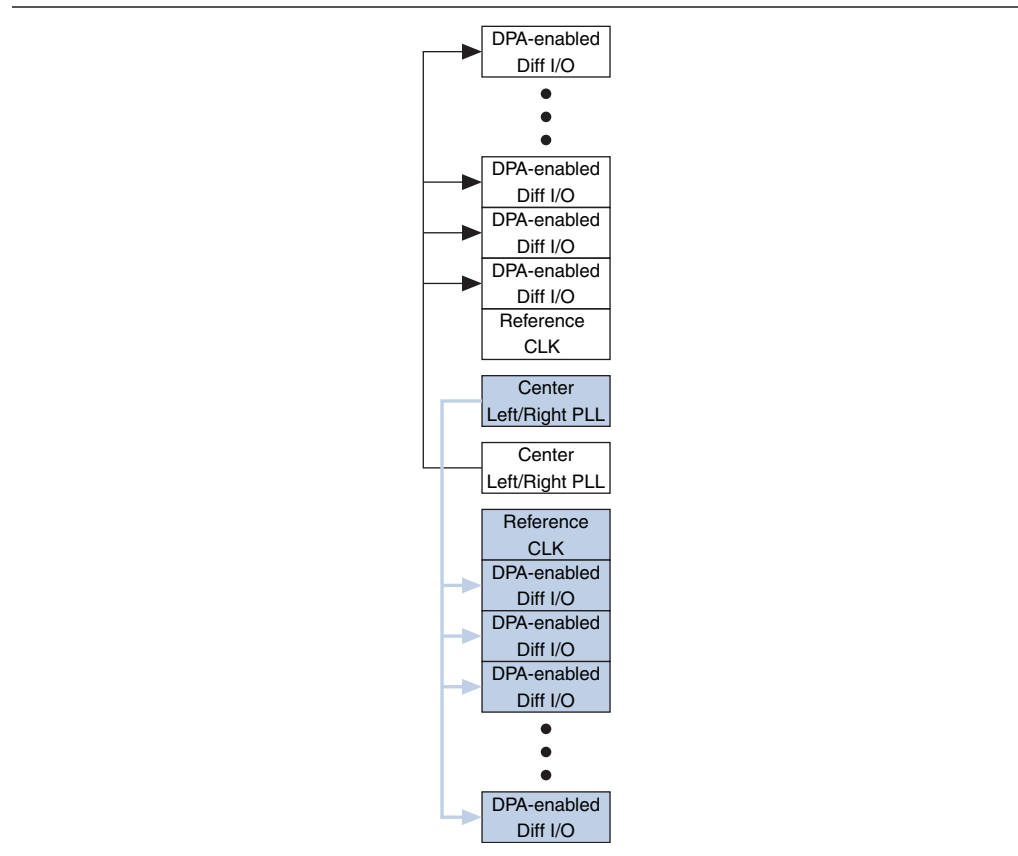 DPA-enabled
Diff I/O
DPA-enabled
Diff I/O
DPA-enabled
Diff I/O
DPA-enabled
Diff I/O
Reference
CLK
Center
Left/Right PLL
Center
Left/Right PLL
Reference
CLK
DPA-enabled
Diff I/O
DPA-enabled
Diff I/O
DPA-enabled
Diff I/O
DPA-enabled
Diff I/O